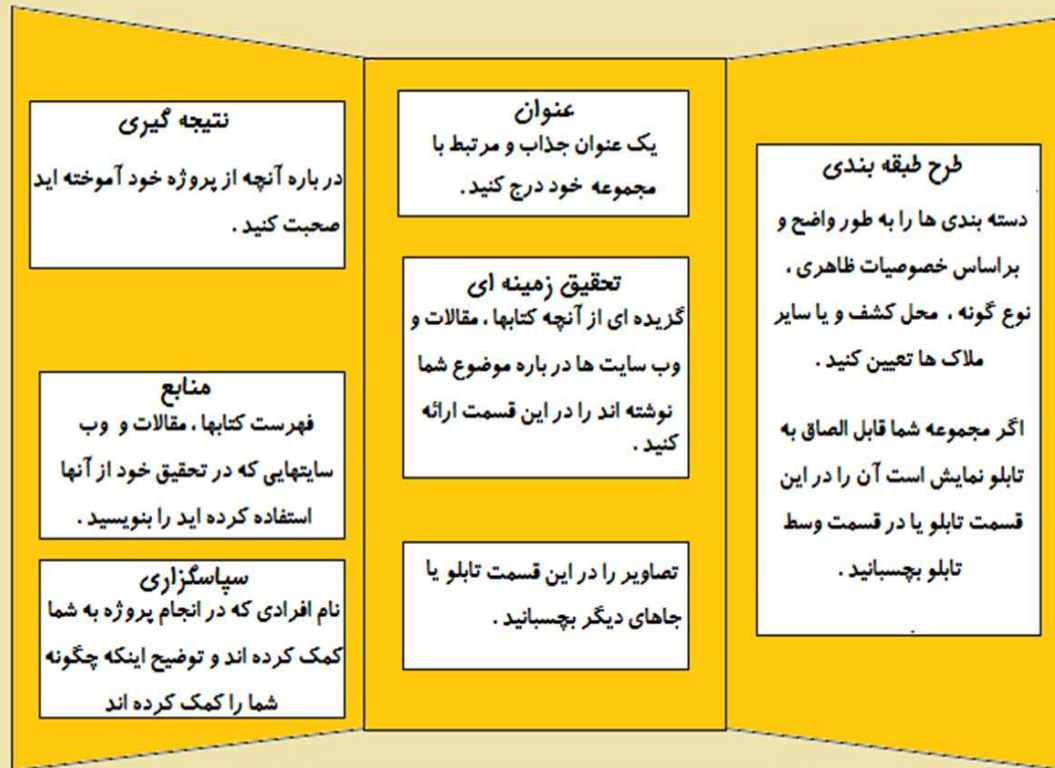 طرح طبقه بندی
دسته بندی ها را به طور واضح و
براساس خصوصیات ظاهری ،
نوع گونه ، محل کشف و یا سایر
ملاک ها تعیین کنید .
اگر مجموعه شما قابل الصاق به
تابلو نمایش است آن را در این
قسمت تابلو یا در قسمت وسط
تابلو بچسبانید .
.
عنوان
یک عنوان جذاب و مرتبط با
مجموعه خود درج کنید .
تحقیق زمینه ای
گزیده ای از آنچه کتابها ، مقالات و
وب سایت ها در باره موضوع شما
نوشته اند را در این قسمت ارائه
کنید .
تصاویر را در این قسمت تابلو یا
جاهای دیگر بچسبانید .
نتیجه گیری
در باره آنچه از پروژه خود آموخته اید
صحبت کنید .
منابع
فهرست کتابها ، مقالات و وب
سایتهایی که در تحقیق خود از آنها
استفاده کرده اید را بنویسید .
سپاسگزاری
نام افرادی که در انجام پروژه به شما
کمک کرده اند و توضیح اینکه چگونه
شما را کمک کرده اند